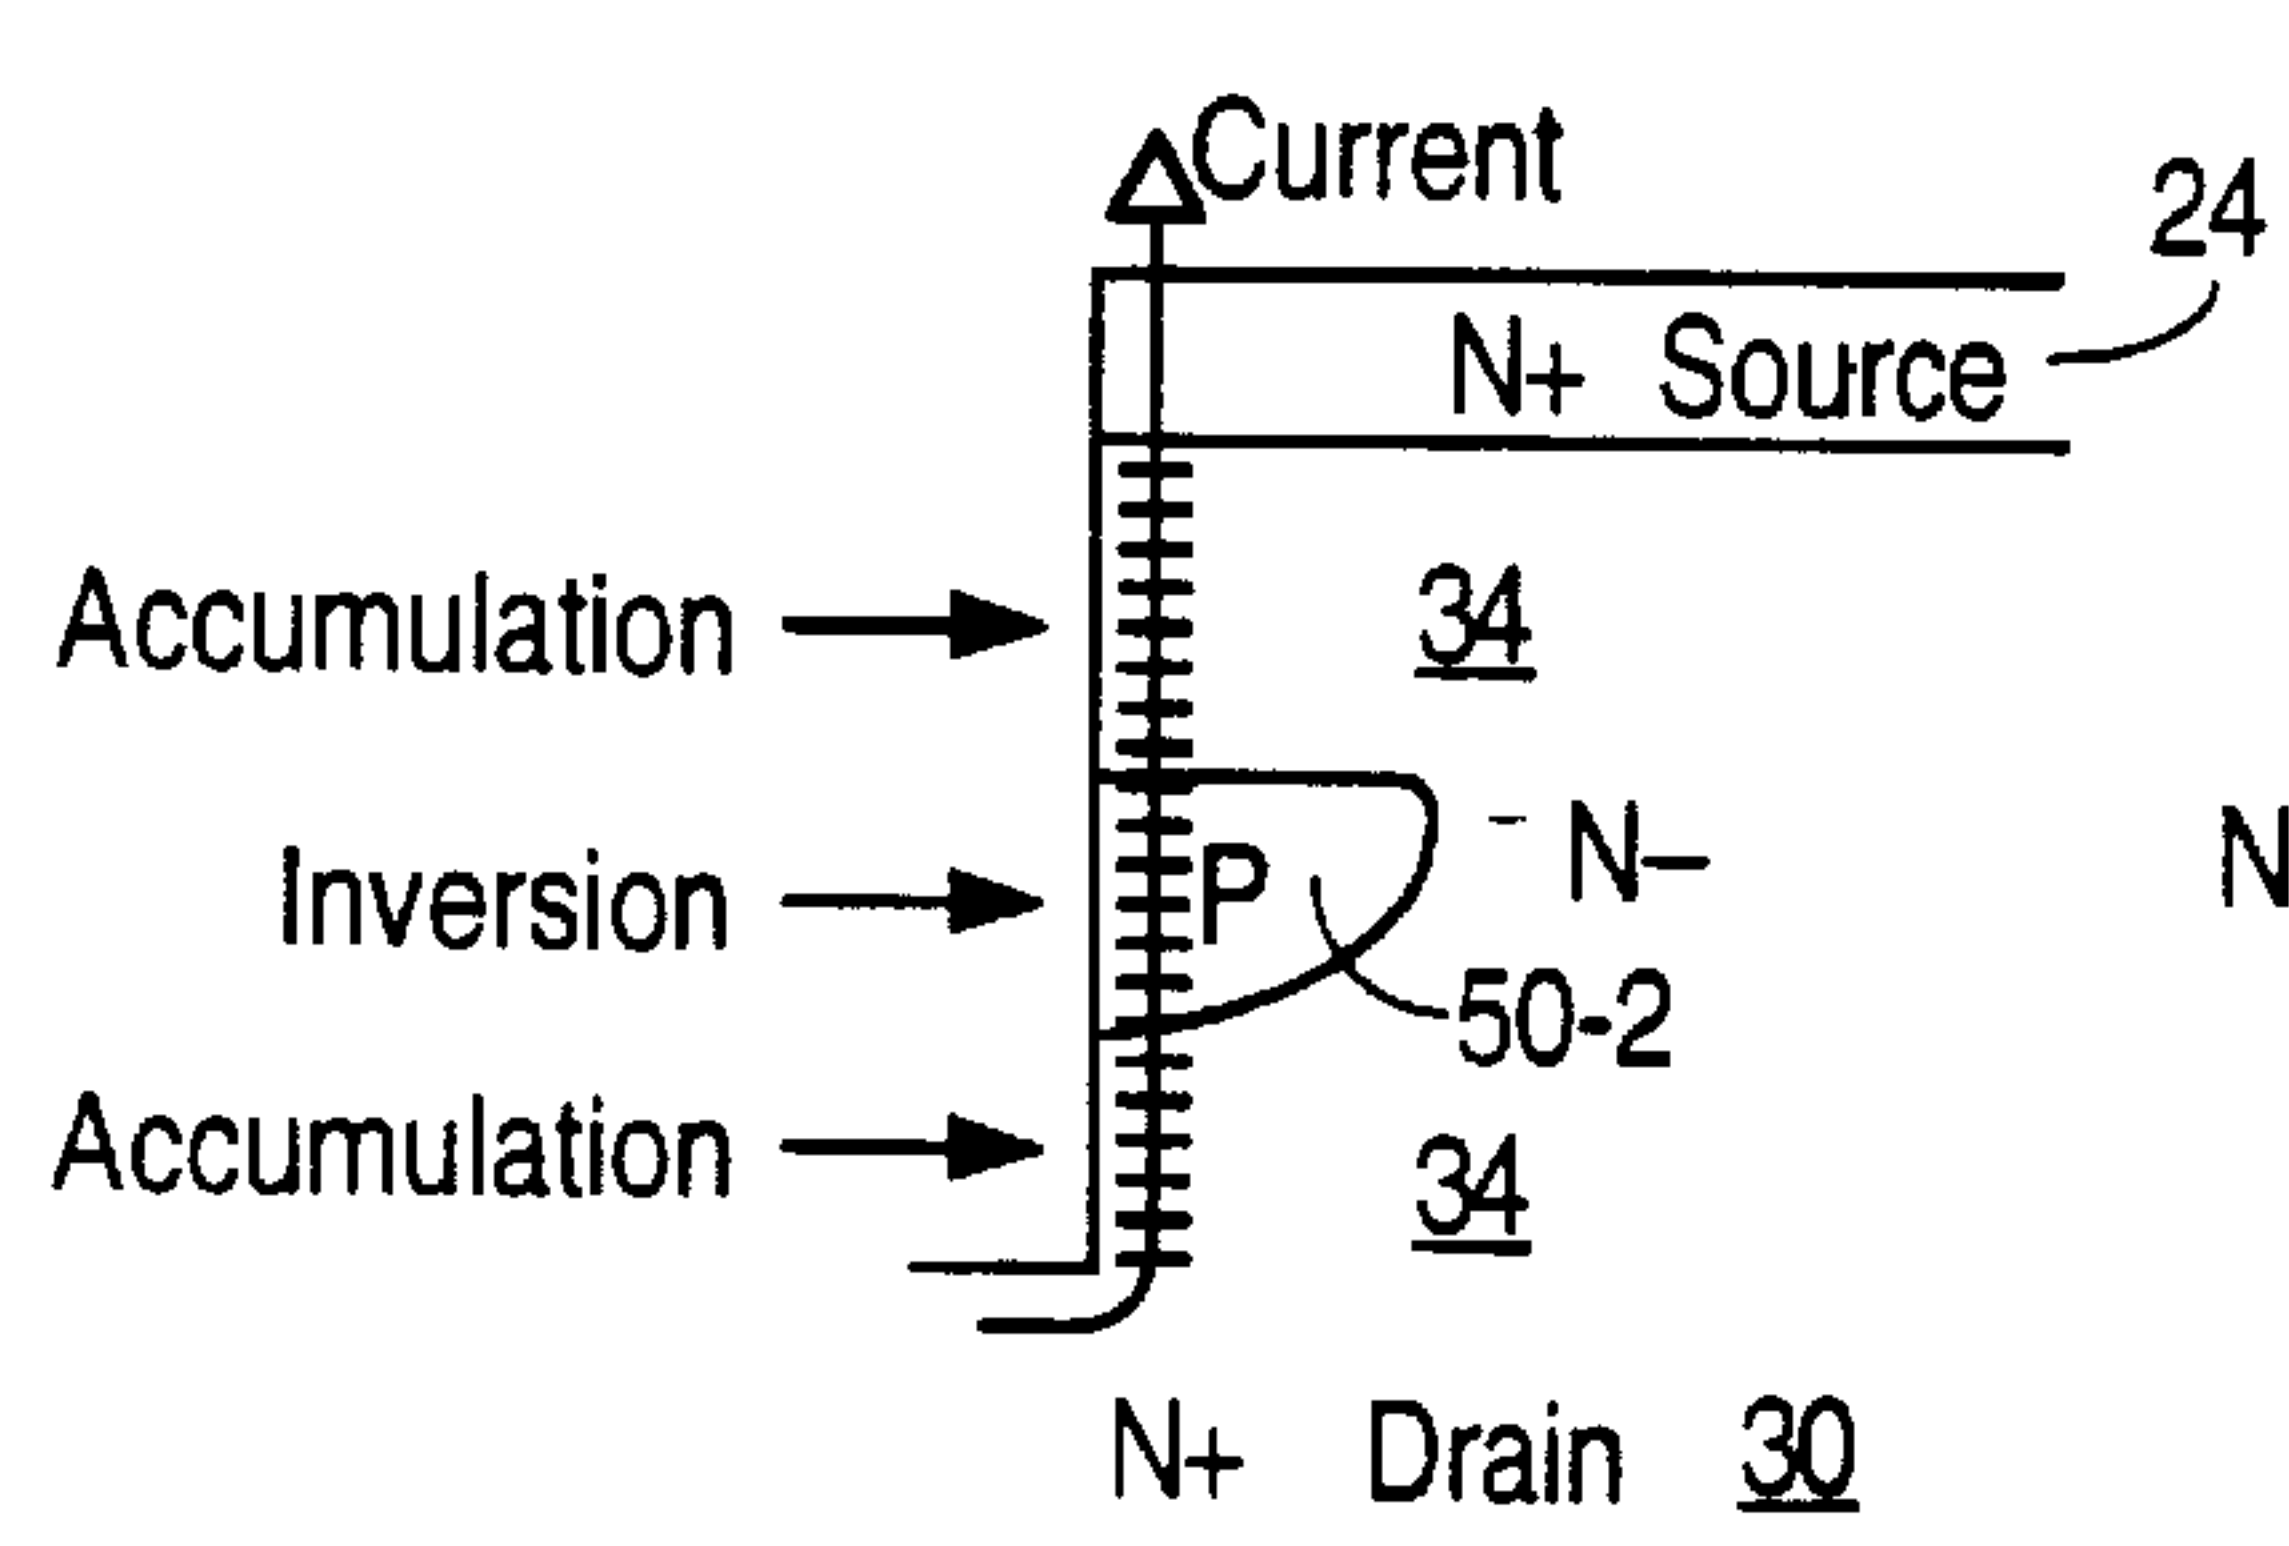 Current
24
N+ Source
Accumulation
34
N–
N
Inversion
P
50-2
Accumulation
34
N+ Drain 30